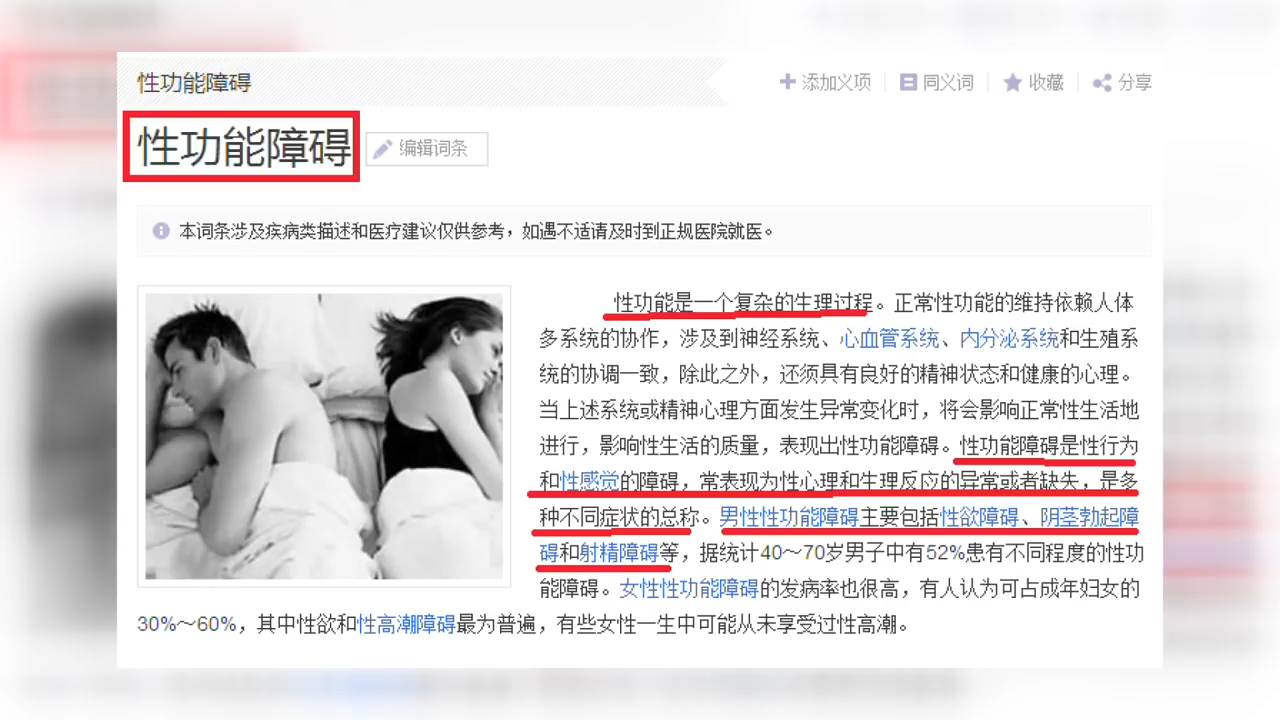 性功能障碍
添加义项 同义词 收藏 分享
性功能障碍 编辑词条
本词条涉及疾病类描述和医疗建议仅供参考，如遇不适请及时到正规医院就医。
性功能是一个复杂的生理过程。正常性功能的维持依赖人体
多系统的协作，涉及到神经系统、心血管系统、内分泌系统和生殖系
统的协调一致，除此之外，还须具有良好的精神状态和健康的心理。
当上述系统或精神心理方面发生异常变化时，将会影响正常性生活地
进行，影响性生活的质量，表现出性功能障碍。性功能障碍是性行为
和性感觉的障碍，常表现为性心理和生理反应的异常或者缺失，是多
种不同症状的总称。男性性功能障碍主要包括性欲障碍、阴茎勃起障
碍和射精障碍等，据统计40～70岁男子中有52%患有不同程度的性功
能障碍。女性性功能障碍的发病率也很高，有人认为可占成年妇女的
30%～60%，其中性欲和性高潮障碍最为普遍，有些女性一生中可能从未享受过性高潮。